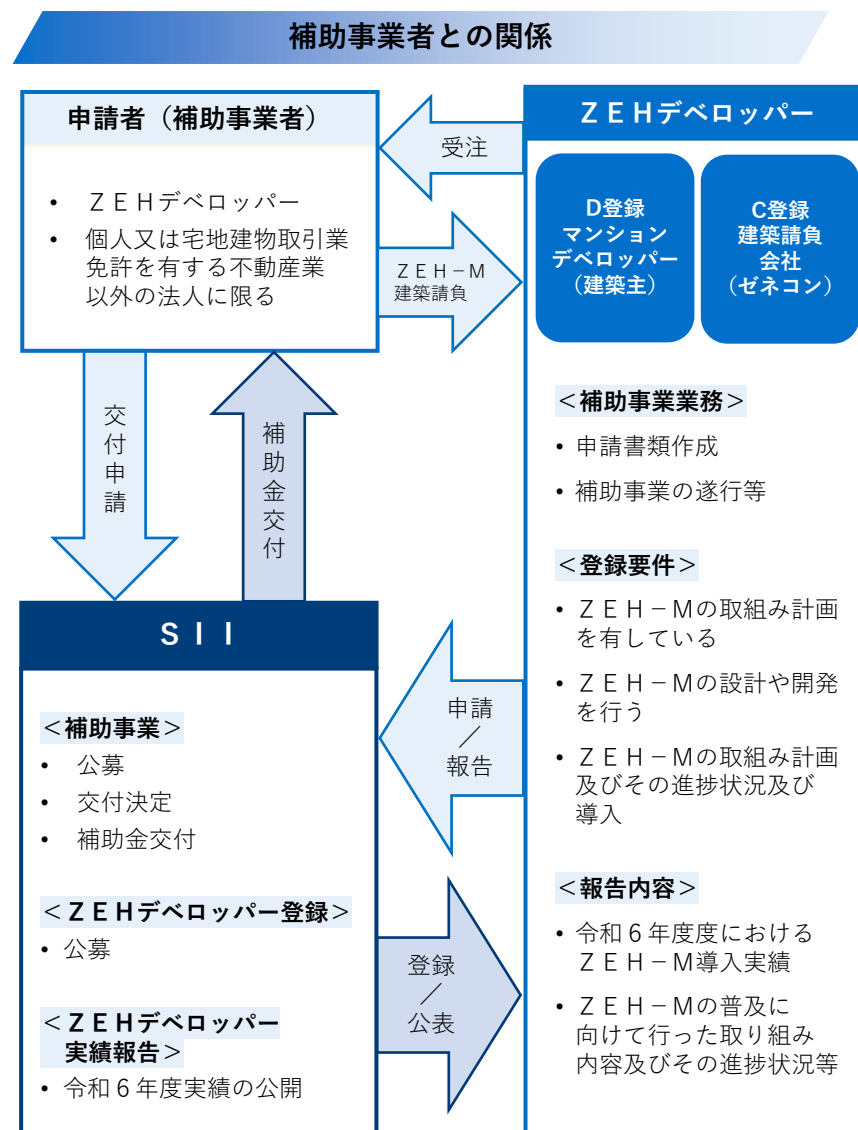 補助事業者との関係
申請者（補助事業者）
• ＺＥＨデベロッパー
• 個人又は宅地建物取引業
免許を有する不動産業
以外の法人に限る
受注
ＺＥＨ－Ｍ
建築請負
ＺＥＨデベロッパー
D登録
マンション
デベロッパー
（建築主）
C登録
建築請負
会社
（ゼネコン）
＜補助事業業務＞
• 申請書類作成
• 補助事業の遂行等
＜登録要件＞
• ＺＥＨ－Ｍの取組み計画
を有している
• ＺＥＨ－Ｍの設計や開発
を行う
• ＺＥＨ－Ｍの取組み計画
及びその進捗状況及び
導入
＜報告内容＞
• 令和６年度度における
ＺＥＨ－Ｍ導入実績
• ＺＥＨ－Ｍの普及に
向けて行った取り組み
内容及びその進捗状況等
交付申請
補助金交付
ＳＩＩ
＜補助事業＞
• 公募
• 交付決定
• 補助金交付
＜ＺＥＨデベロッパー登録＞
• 公募
＜ＺＥＨデベロッパー
実績報告＞
• 令和６年度実績の公開
申請
／
報告
登録
／
公表